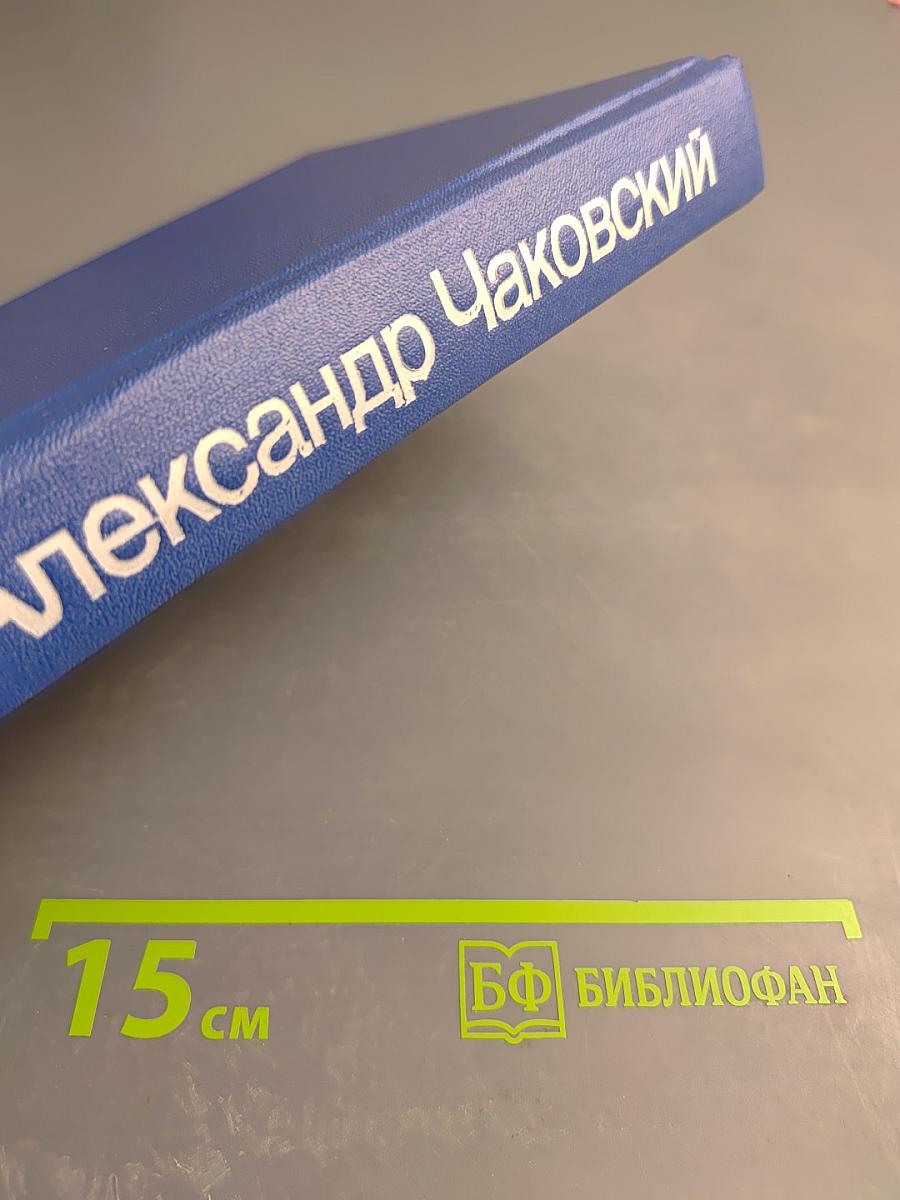 Александр Чаковский
15 см
БФ БИБЛИОФАН